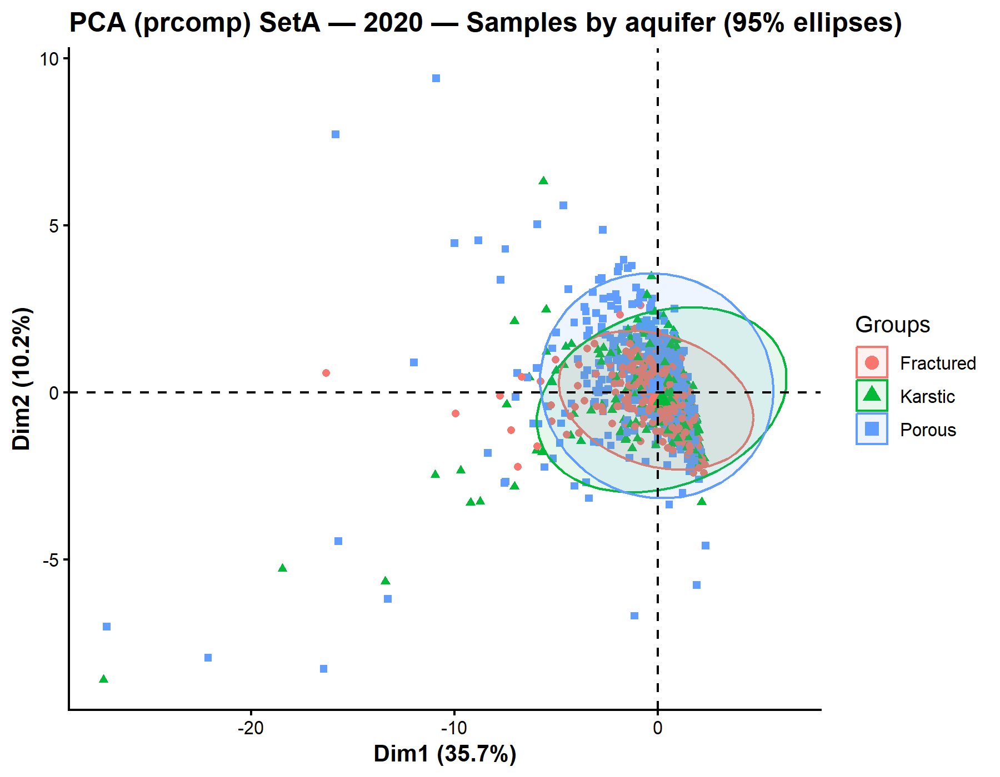 PCA (prcomp) SetA — 2020 — Samples by aquifer (95% ellipses)
10
5
0
-5
Dim2 (10.2%)
-20
-10
0
Dim1 (35.7%)
Groups
Fractured
Karstic
Porous